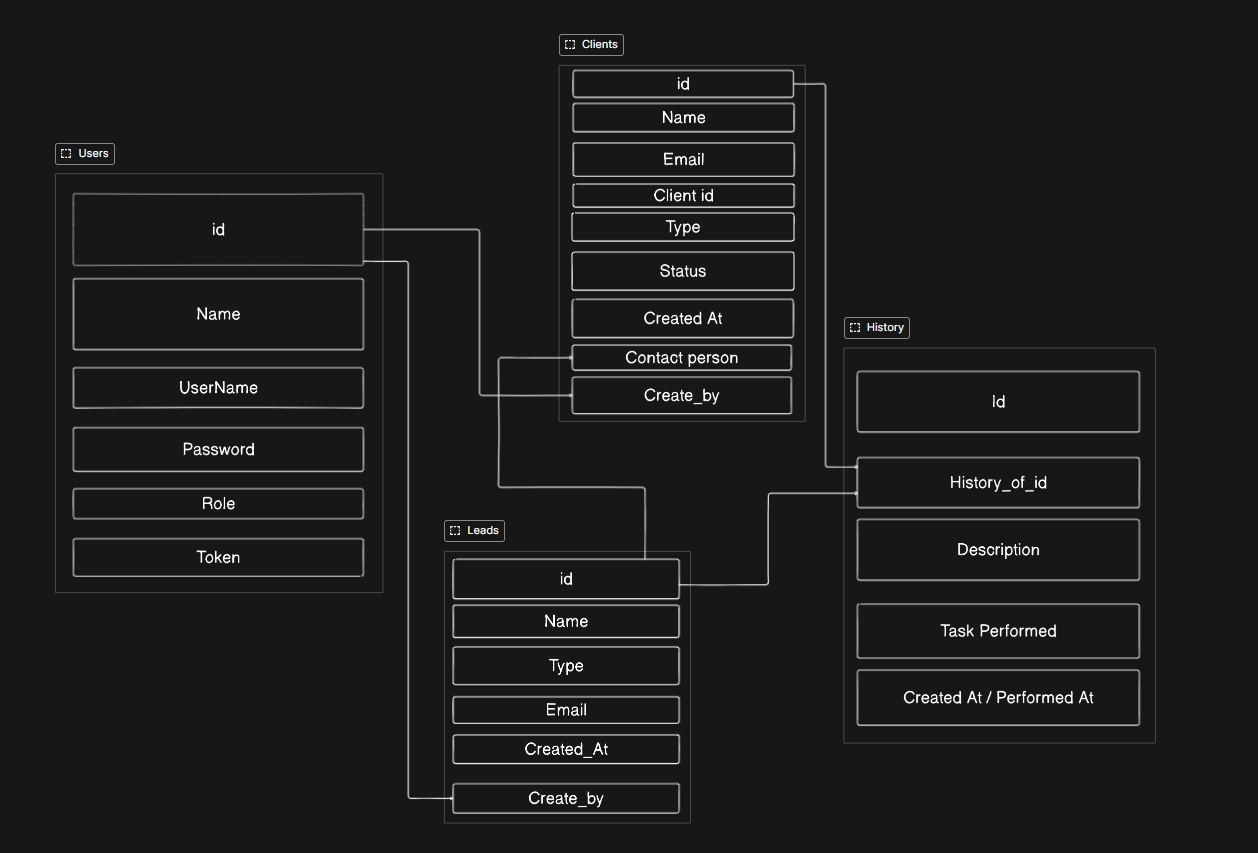 Users
id
Name
UserName
Password
Role
Token
Clients
id
Name
Email
Client id
Type
Status
Created At
Contact person
Create_by
Leads
id
Name
Type
Email
Created_At
Create_by
History
Id
History_of_id
Description
Task Performed
Created At / Performed At